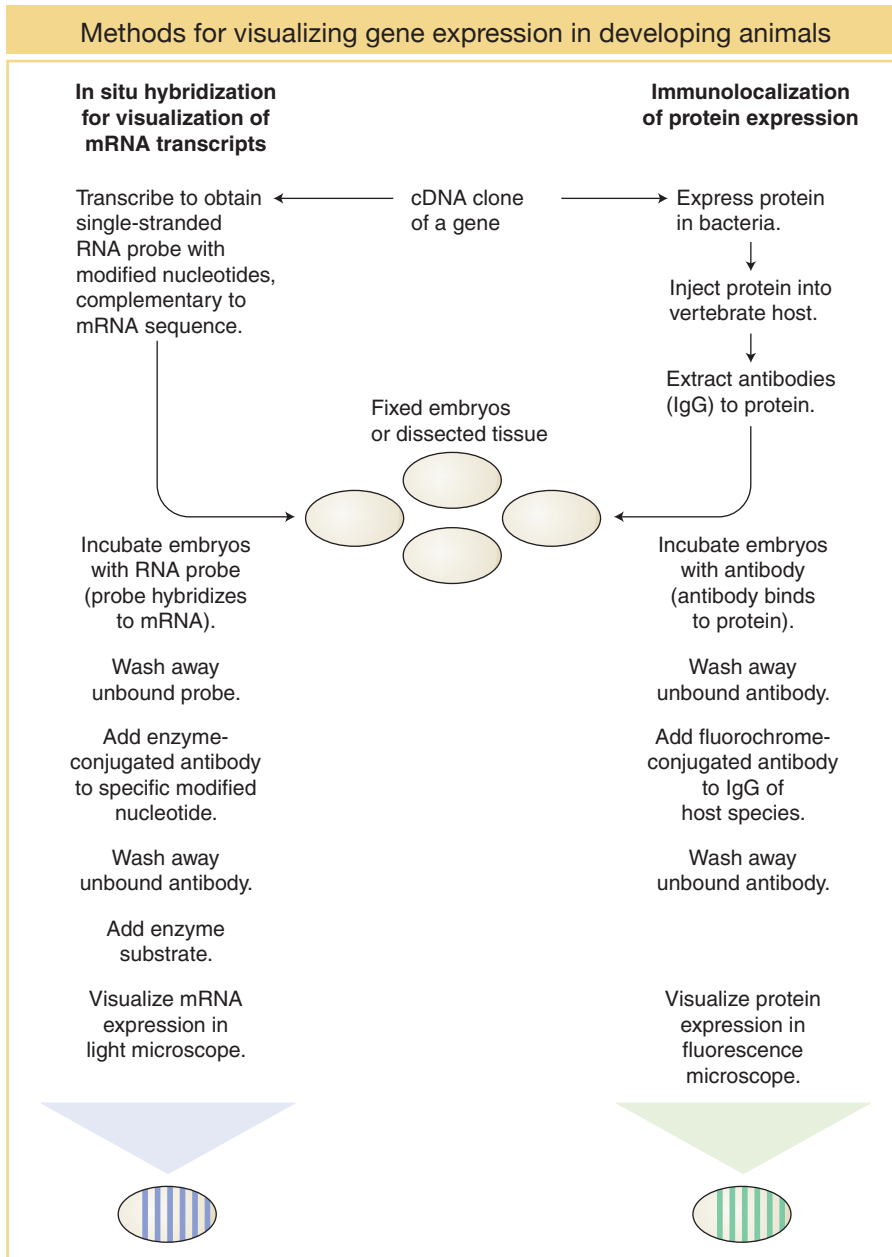 Methods for visualizing gene expression in developing animals
In situ hybridization
for visualization of
mRNA transcripts
Immunolocalization
of protein expression
Transcribe to obtain
single-stranded
RNA probe with
modified nucleotides,
complementary to
mRNA sequence.
cDNA clone
of a gene
Express protein
in bacteria.
Inject protein into
vertebrate host.
Extract antibodies
(IgG) to protein.
Fixed embryos
or dissected tissue
Incubate embryos
with RNA probe
(probe hybridizes
to mRNA).
Wash away
unbound probe.
Add enzyme-
conjugated antibody
to specific modified
nucleotide.
Wash away
unbound antibody.
Add enzyme
substrate.
Visualize mRNA
expression in
light microscope.
Incubate embryos
with antibody
(antibody binds
to protein).
Wash away
unbound antibody.
Add fluorochrome-
conjugated antibody
to IgG of
host species.
Wash away
unbound antibody.
Visualize protein
expression in
fluorescence
microscope.